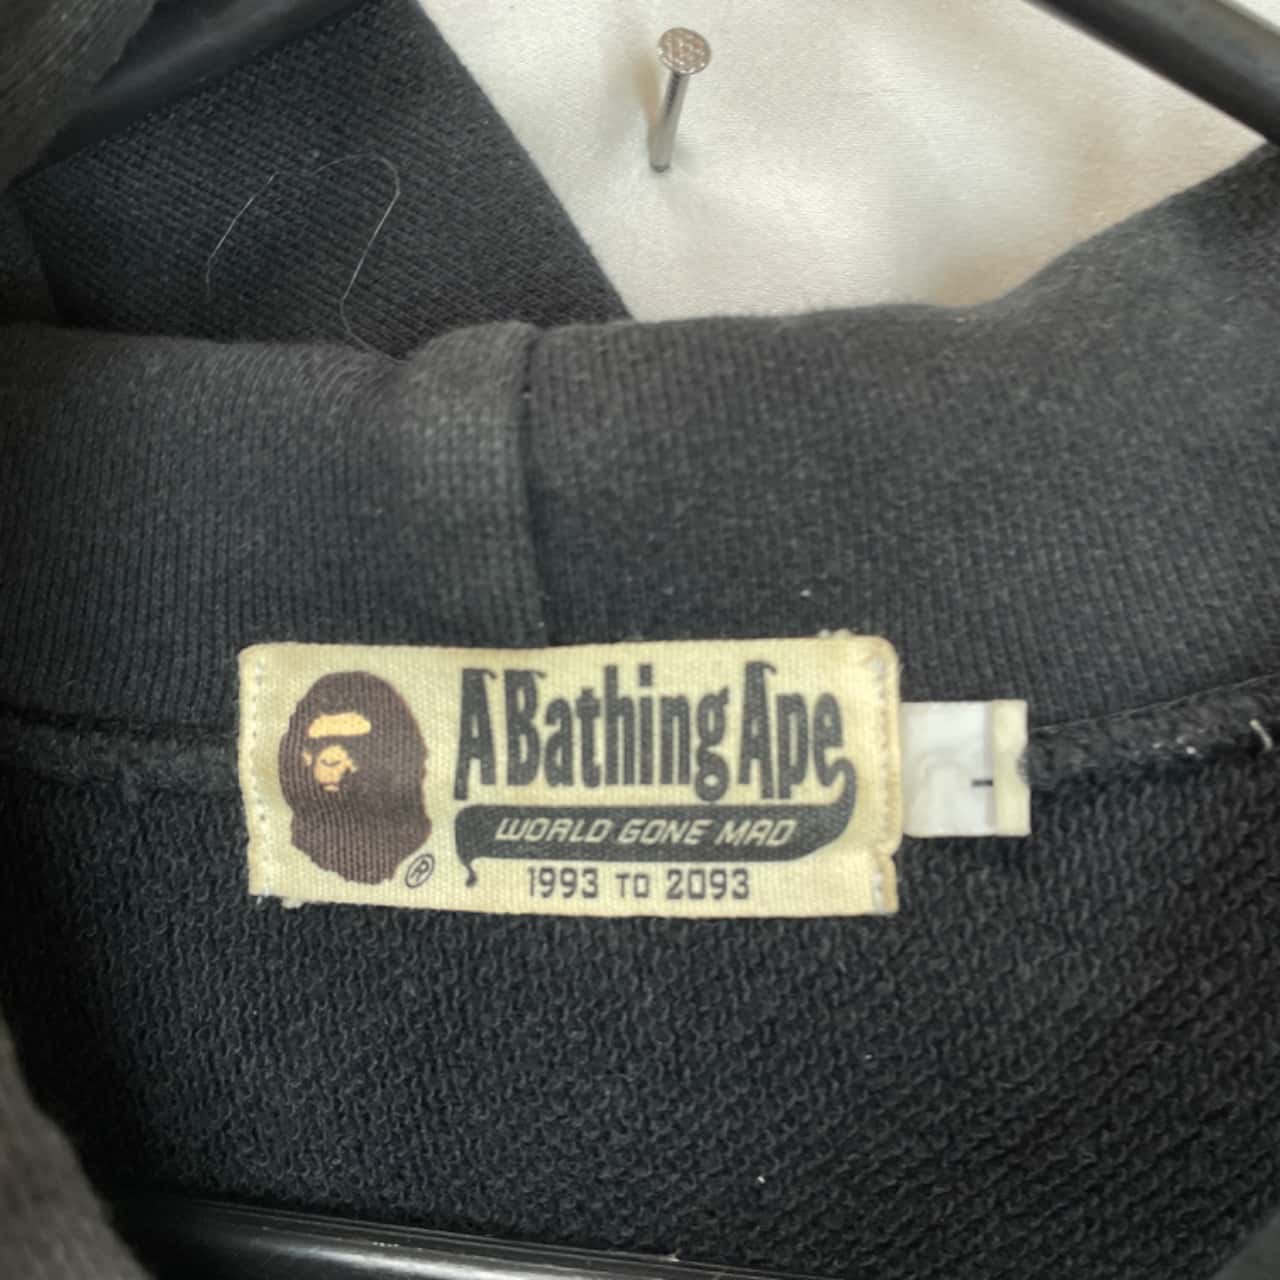 A Bathing Ape
WORLD GONE MAD
1993 TO 2093
®